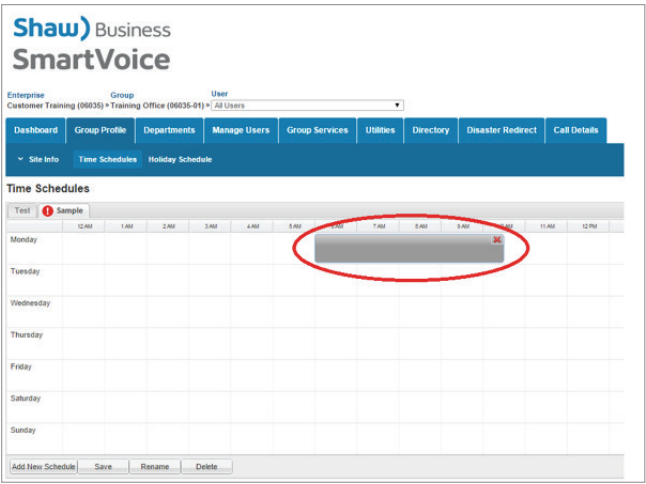 Shaw) Business
SmartVoice
Enterprise Group User
Customer Training (06035) » Training Office (06035-01) » All Users
Dashboard Group Profile Departments Manage Users Group Services Utilities Directory Disaster Redirect Call Details
Site Info Time Schedules Holiday Schedule
Time Schedules
Test Sample
12 AM 1 AM 2 AM 3 AM 4 AM 5 AM 6 AM 7 AM 8 AM 9 AM 10 AM 11 AM 12 PM
Monday
Tuesday
Wednesday
Thursday
Friday
Saturday
Sunday
Add New Schedule Save Rename Delete